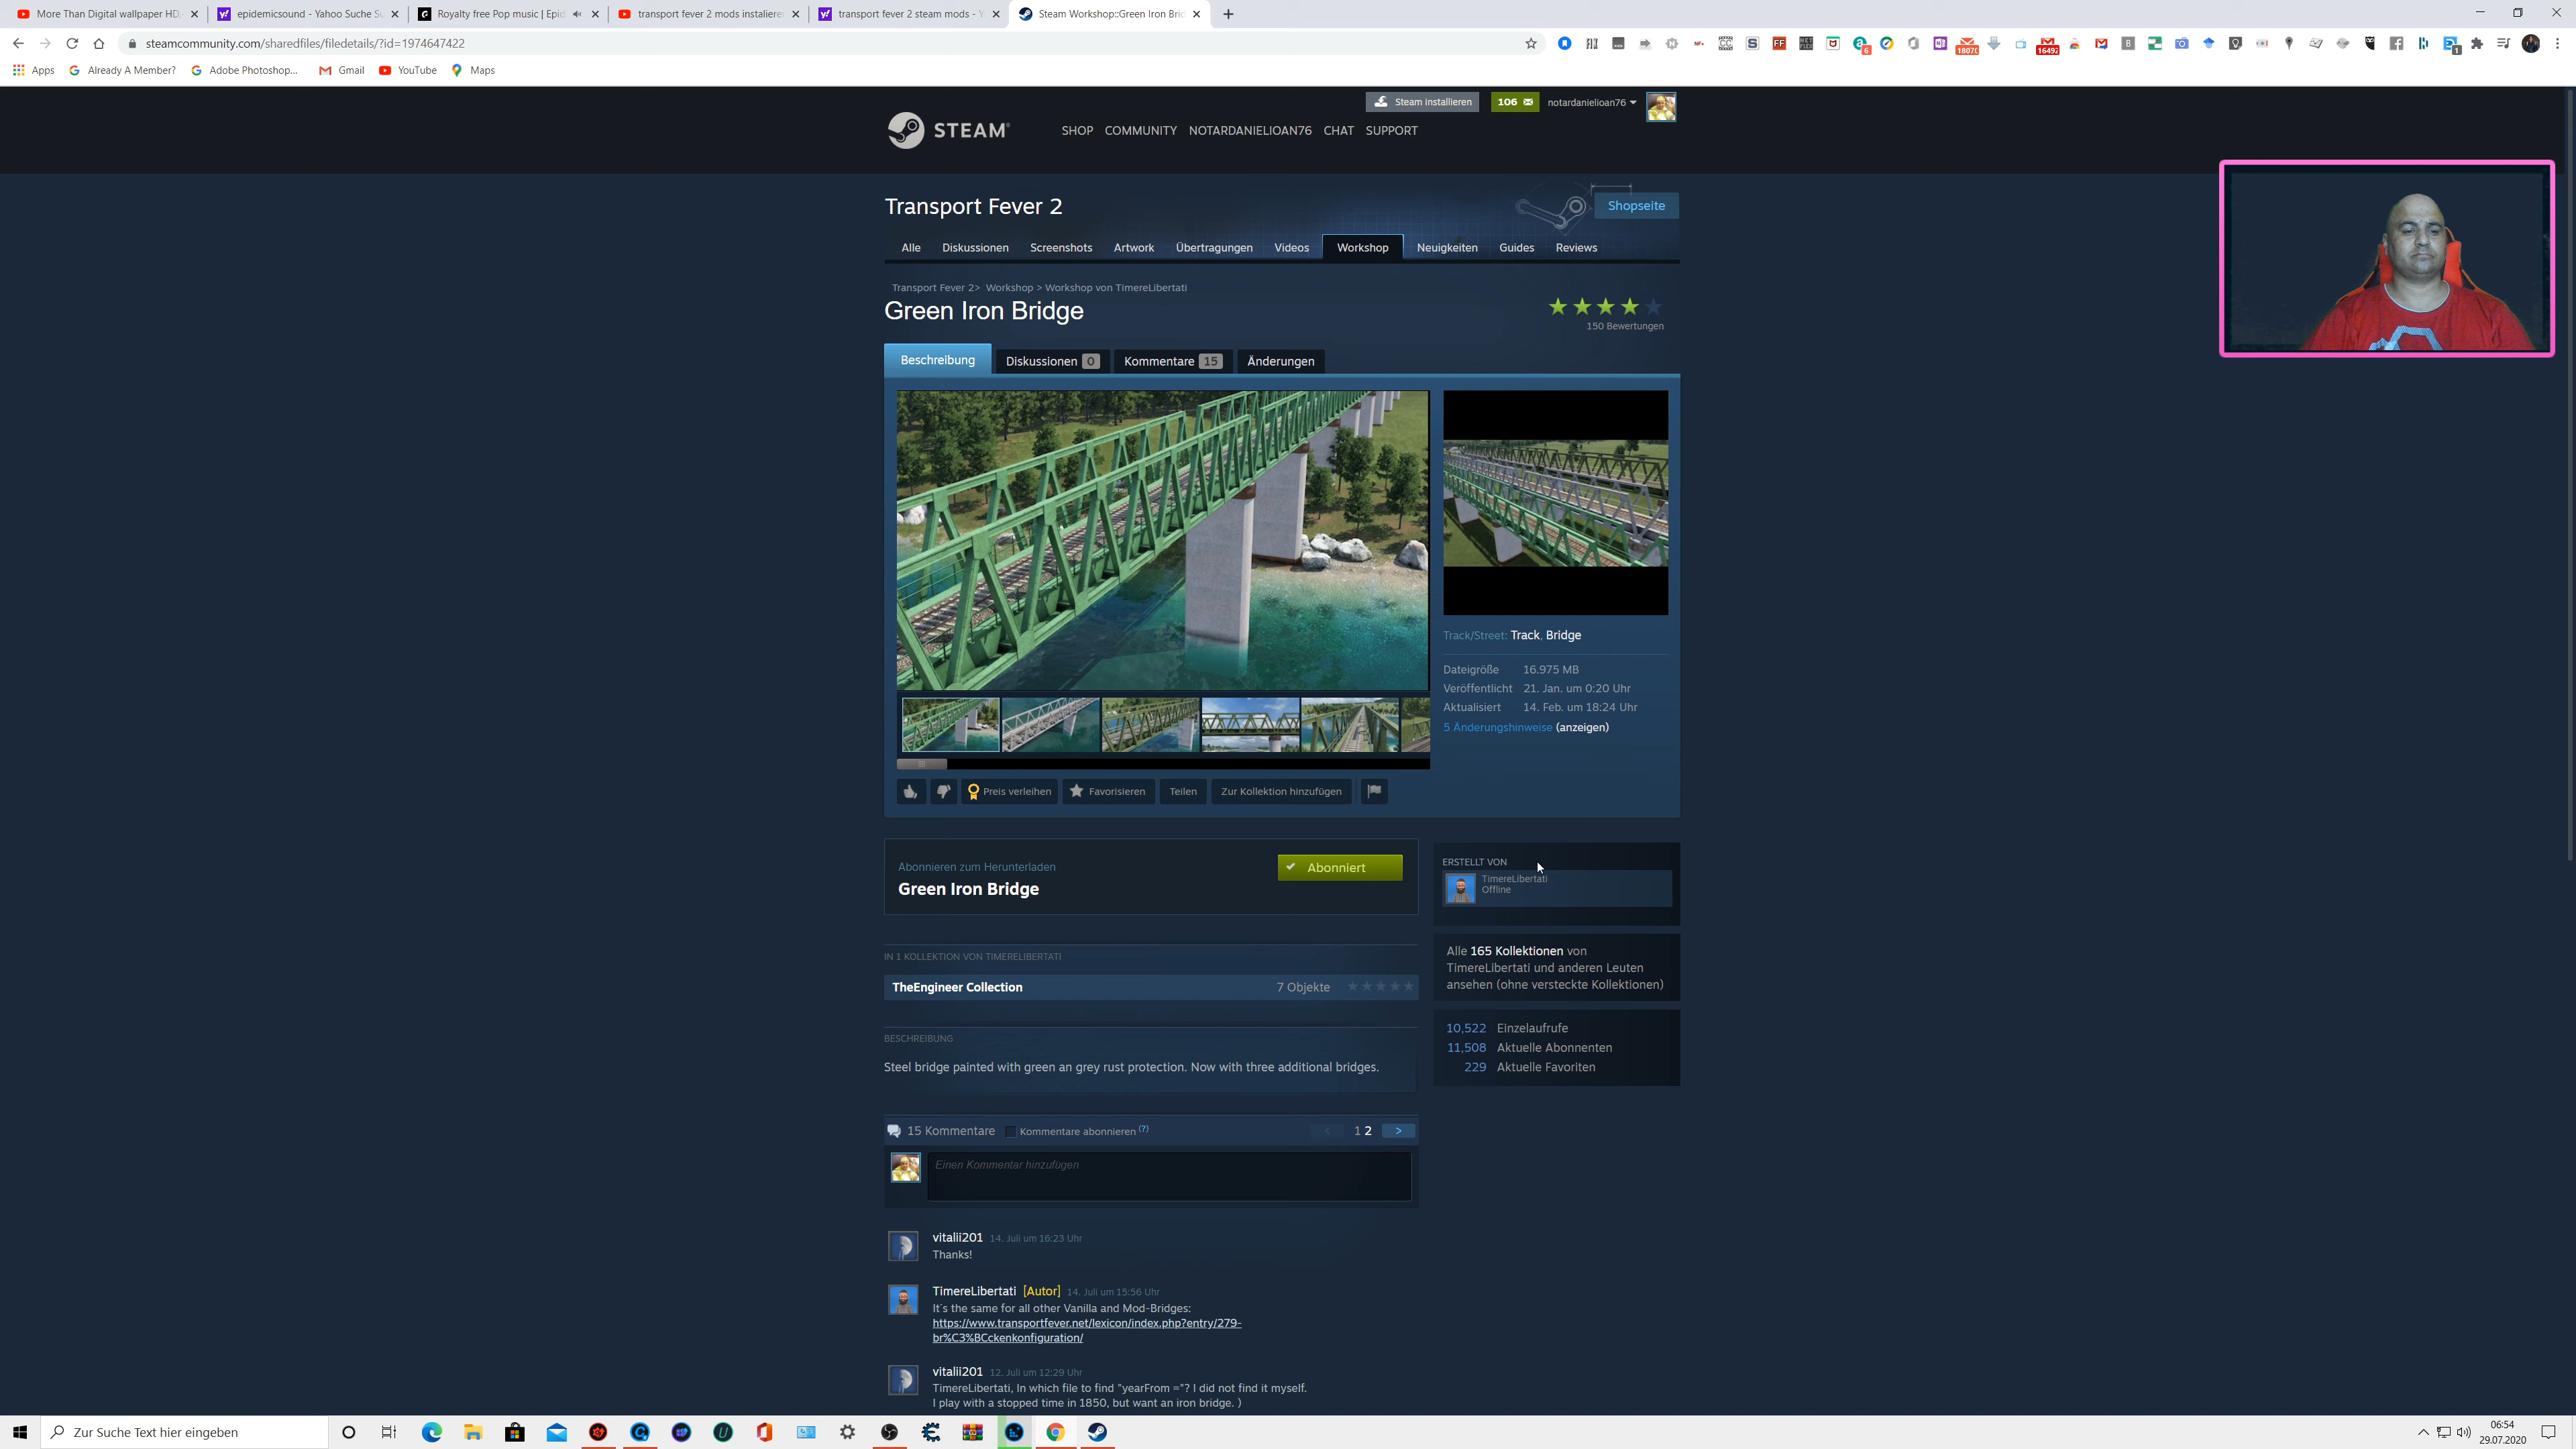 More Than Digital wallpaper HD
epidemicsound - Yahoo Suche Su
Royalty free Pop music | Epid
transport fever 2 mods instalieren
transport fever 2 steam mods - Y
Steam Workshop::Green Iron Brid
steamcommunity.com/sharedfiles/filedetails/?id=1974647422
Apps
Already A Member?
Adobe Photoshop...
Gmail
YouTube
Maps
Steam installieren
106
notardanielioan76
STEAM
SHOP COMMUNITY NOTARDANIELIOAN76 CHAT SUPPORT
Transport Fever 2
Shopseite
Alle Diskussionen Screenshots Artwork Übertragungen Videos Workshop Neuigkeiten Guides Reviews
Transport Fever 2> Workshop > Workshop von TimereLibertati
Green Iron Bridge
150 Bewertungen
Beschreibung Diskussionen 0 Kommentare 15 Änderungen
Track/Street: Track, Bridge
Dateigröße 16.975 MB
Veröffentlicht 21. Jan. um 0:20 Uhr
Aktualisiert 14. Feb. um 18:24 Uhr
5 Änderungshinweise (anzeigen)
Preis verleihen Favorisieren Teilen Zur Kollektion hinzufügen
Abonnieren zum Herunterladen
Green Iron Bridge
Abonniert
ERSTELLT VON
TimereLibertati
Offline
Alle 165 Kollektionen von
TimereLibertati und anderen Leuten
ansehen (ohne versteckte Kollektionen)
IN 1 KOLLEKTION VON TIMERELIBERTATI
TheEngineer Collection 7 Objekte
10,522 Einzelaufrufe
11,508 Aktuelle Abonnenten
229 Aktuelle Favoriten
BESCHREIBUNG
Steel bridge painted with green an grey rust protection. Now with three additional bridges.
15 Kommentare Kommentare abonnieren (?) < 1 2 >
Einen Kommentar hinzufügen
vitalii201 14. Juli um 16:23 Uhr
Thanks!
TimereLibertati [Autor] 14. Juli um 15:56 Uhr
It´s the same for all other Vanilla and Mod-Bridges:
https://www.transportfever.net/lexicon/index.php?entry/279-
br%C3%BCckenkonfiguration/
vitalii201 12. Juli um 12:29 Uhr
TimereLibertati, In which file to find "yearFrom ="? I did not find it myself.
I play with a stopped time in 1850, but want an iron bridge. )
Zur Suche Text hier eingeben
06:54
29.07.2020